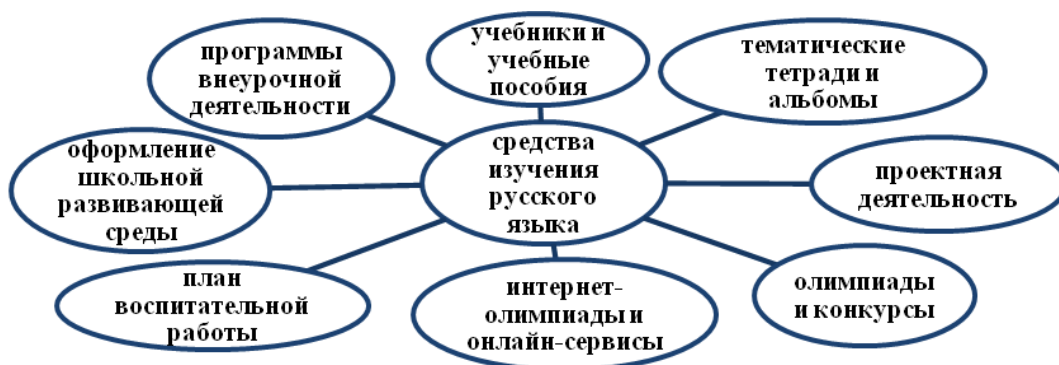 программы
внеурочной
деятельности
учебники и
учебные
пособия
тематические
тетради и
альбомы
оформление
школьной
развивающей
среды
средства
изучения
русского
языка
проектная
деятельность
план
воспитательной
работы
интернет-
олимпиады и
онлайн-сервисы
олимпиады
и конкурсы